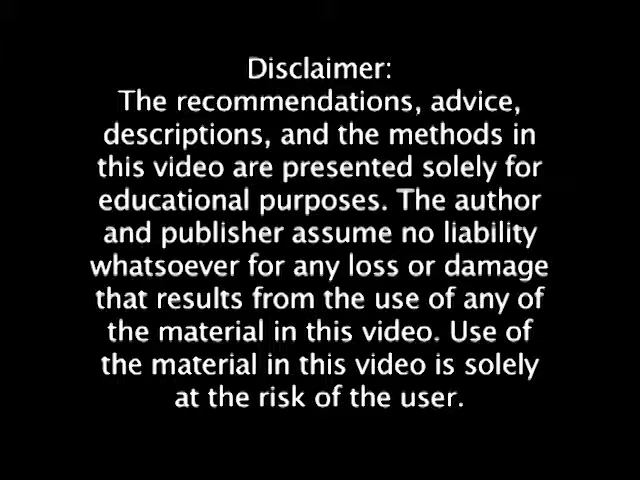 Disclaimer:
The recommendations, advice,
descriptions, and the methods in
this video are presented solely for
educational purposes. The author
and publisher assume no liability
whatsoever for any loss or damage
that results from the use of any of
the material in this video. Use of
the material in this video is solely
at the risk of the user.